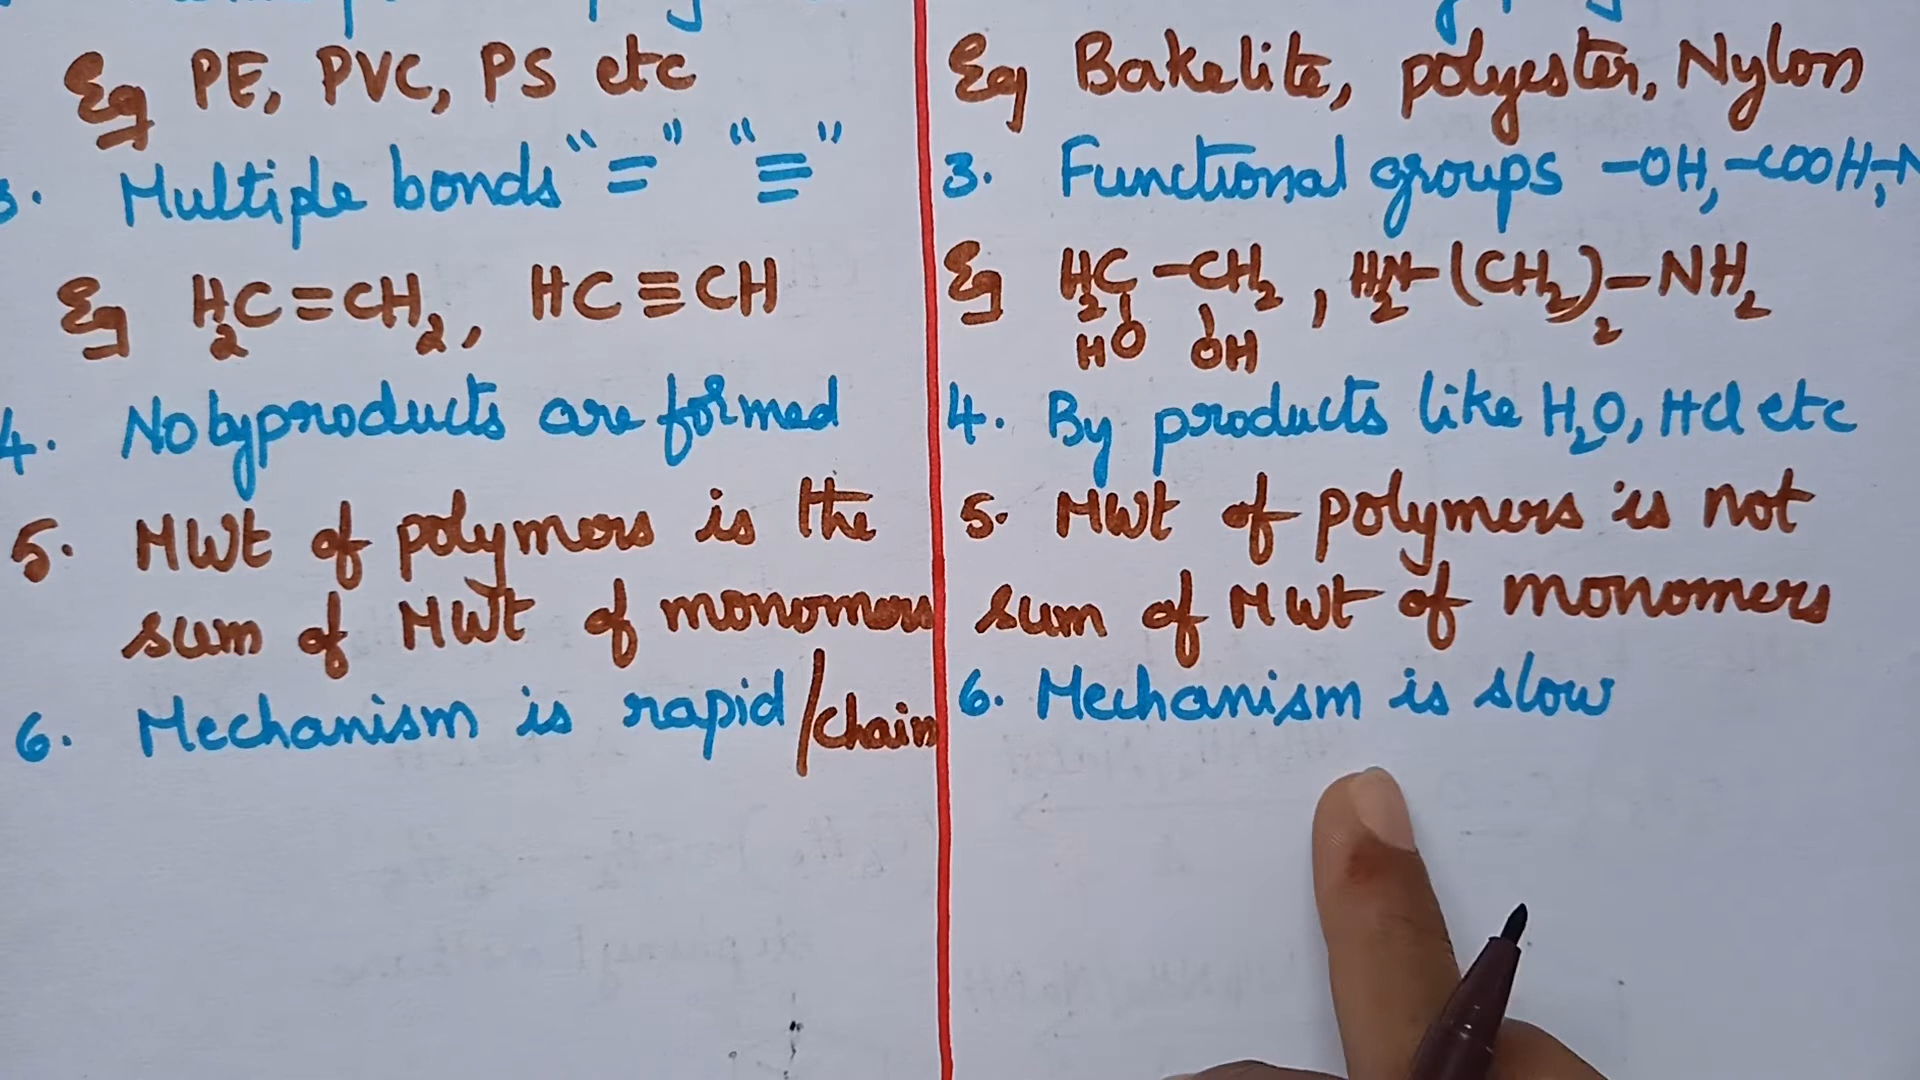 Eg PE, PVC, PS etc
3. Multiple bonds "=" "≡"
Eg H₂C=CH₂, HC≡CH
4. No byproducts are formed
5. MWt of polymers is the
sum of MWt of monomers
6. Mechanism is rapid/chain
Eg Bakelite, polyester, Nylon
3. Functional groups -OH, -COOH, -N
Eg H₂C-CH₂, H₂N-(CH₂)₂-NH₂
HO OH
4. By products like H₂O, HCl etc
5. MWt of polymers is not
sum of MWt of monomers
6. Mechanism is slow